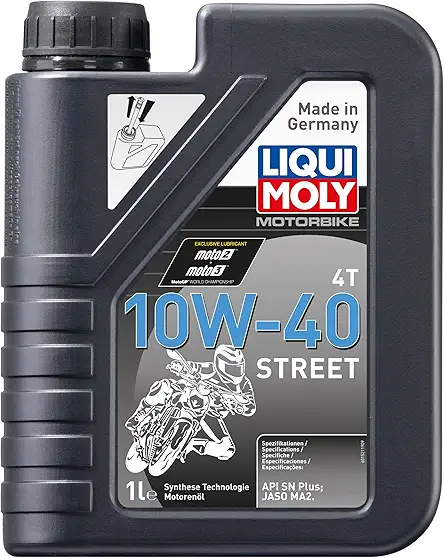 Made in
Germany
LIQUI
MOLY
MOTORBIKE
EXCLUSIVE LUBRICANT
moto2
moto3
MotoGP WORLD CHAMPIONSHIP
4T
10W-40
STREET
Spezifikationen /
Specifications /
Specifiche /
Especificaciones /
Especificações:
API SN Plus;
JASO MA2.
1L e
Synthese Technologie
Motorenöl